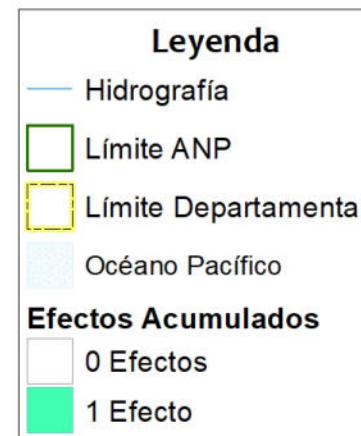 Leyenda
Hidrografía
Límite ANP
Límite Departamenta
Océano Pacífico
Efectos Acumulados
0 Efectos
1 Efecto